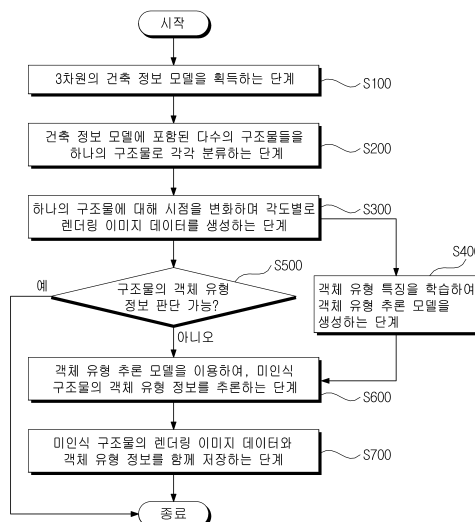 시작
3차원의 건축 정보 모델을 획득하는 단계
S100
건축 정보 모델에 포함된 다수의 구조물들을
하나의 구조물로 각각 분류하는 단계
S200
하나의 구조물에 대해 시점을 변화하며 각도별로
렌더링 이미지 데이터를 생성하는 단계
S300
S400
객체 유형 특징을 학습하여
객체 유형 추론 모델을
생성하는 단계
S500
구조물의 객체 유형
정보 판단 가능?
예
아니오
객체 유형 추론 모델을 이용하여, 미인식
구조물의 객체 유형 정보를 추론하는 단계
S600
미인식 구조물의 렌더링 이미지 데이터와
객체 유형 정보를 함께 저장하는 단계
S700
종료